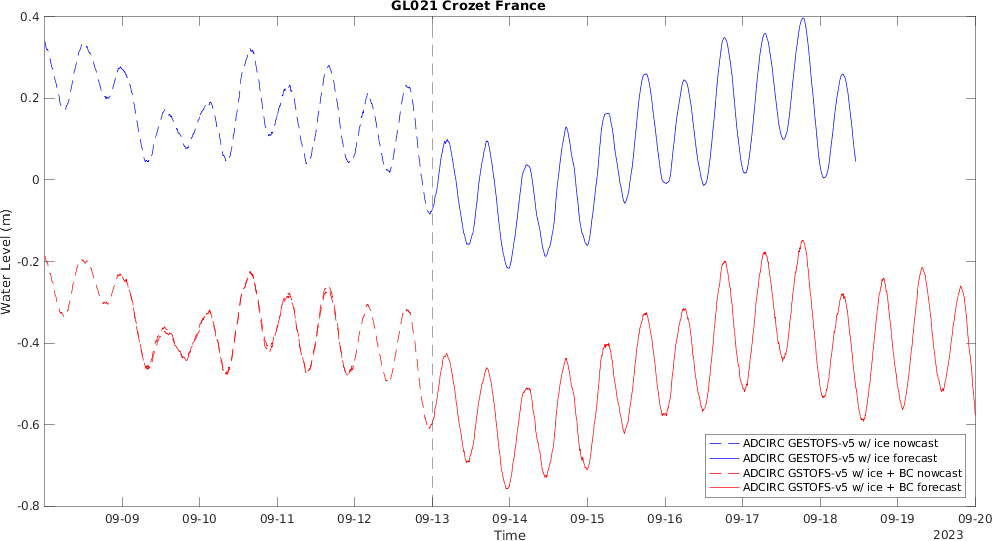 GL021 Crozet France
0.4
0.2
0
-0.2
-0.4
-0.6
-0.8
Water Level (m)
ADCIRC GESTOFS-v5 w/ ice nowcast
ADCIRC GESTOFS-v5 w/ ice forecast
ADCIRC GSTOFS-v5 w/ ice + BC nowcast
ADCIRC GSTOFS-v5 w/ ice + BC forecast
09-09 09-10 09-11 09-12 09-13 09-14 09-15 09-16 09-17 09-18 09-19 09-20
Time
2023